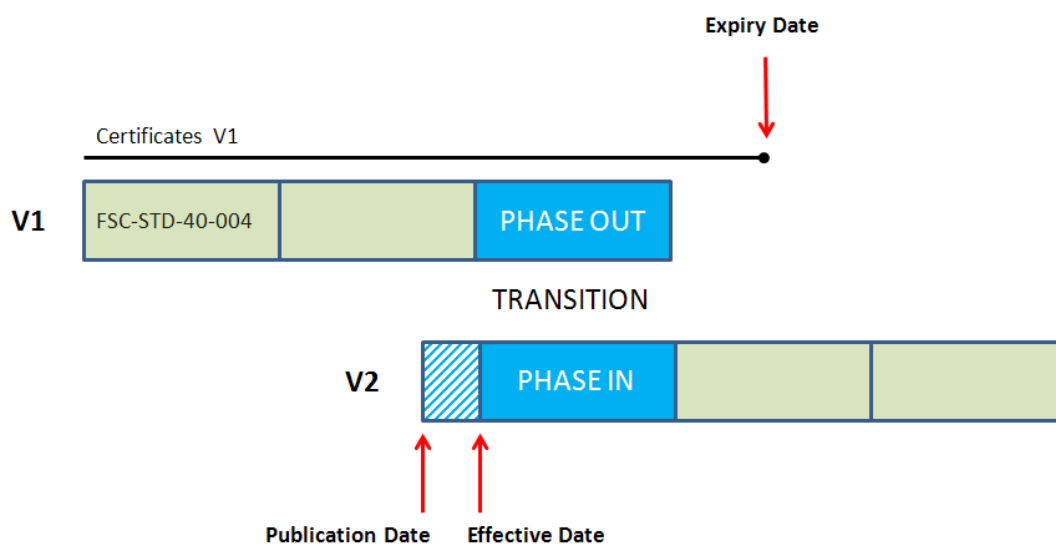 Expiry Date
Certificates V1
V1
FSC-STD-40-004
PHASE OUT
TRANSITION
V2
PHASE IN
Publication Date
Effective Date